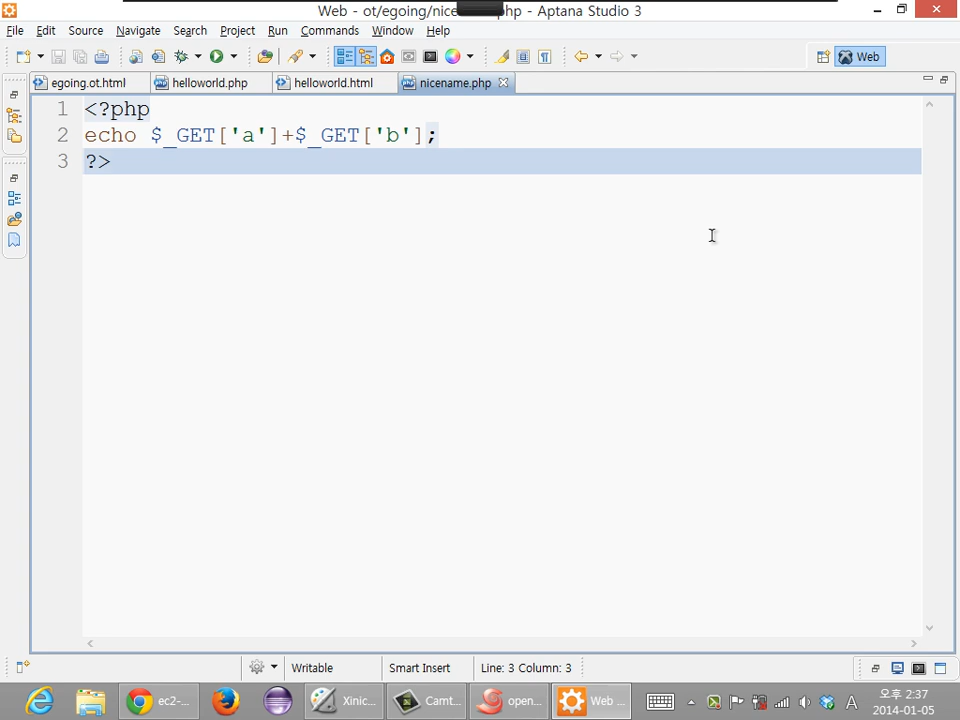 Web - ot/egoing/nice php - Aptana Studio 3
File Edit Source Navigate Search Project Run Commands Window Help
Web
egoing.ot.html helloworld.php helloworld.html nicename.php
1 <?php
2 echo $_GET['a']+$_GET['b'];
3 ?>
Writable Smart Insert Line: 3 Column: 3
ec2-... Xinic... Camt... open... Web ... A 오후 2:37
2014-01-05